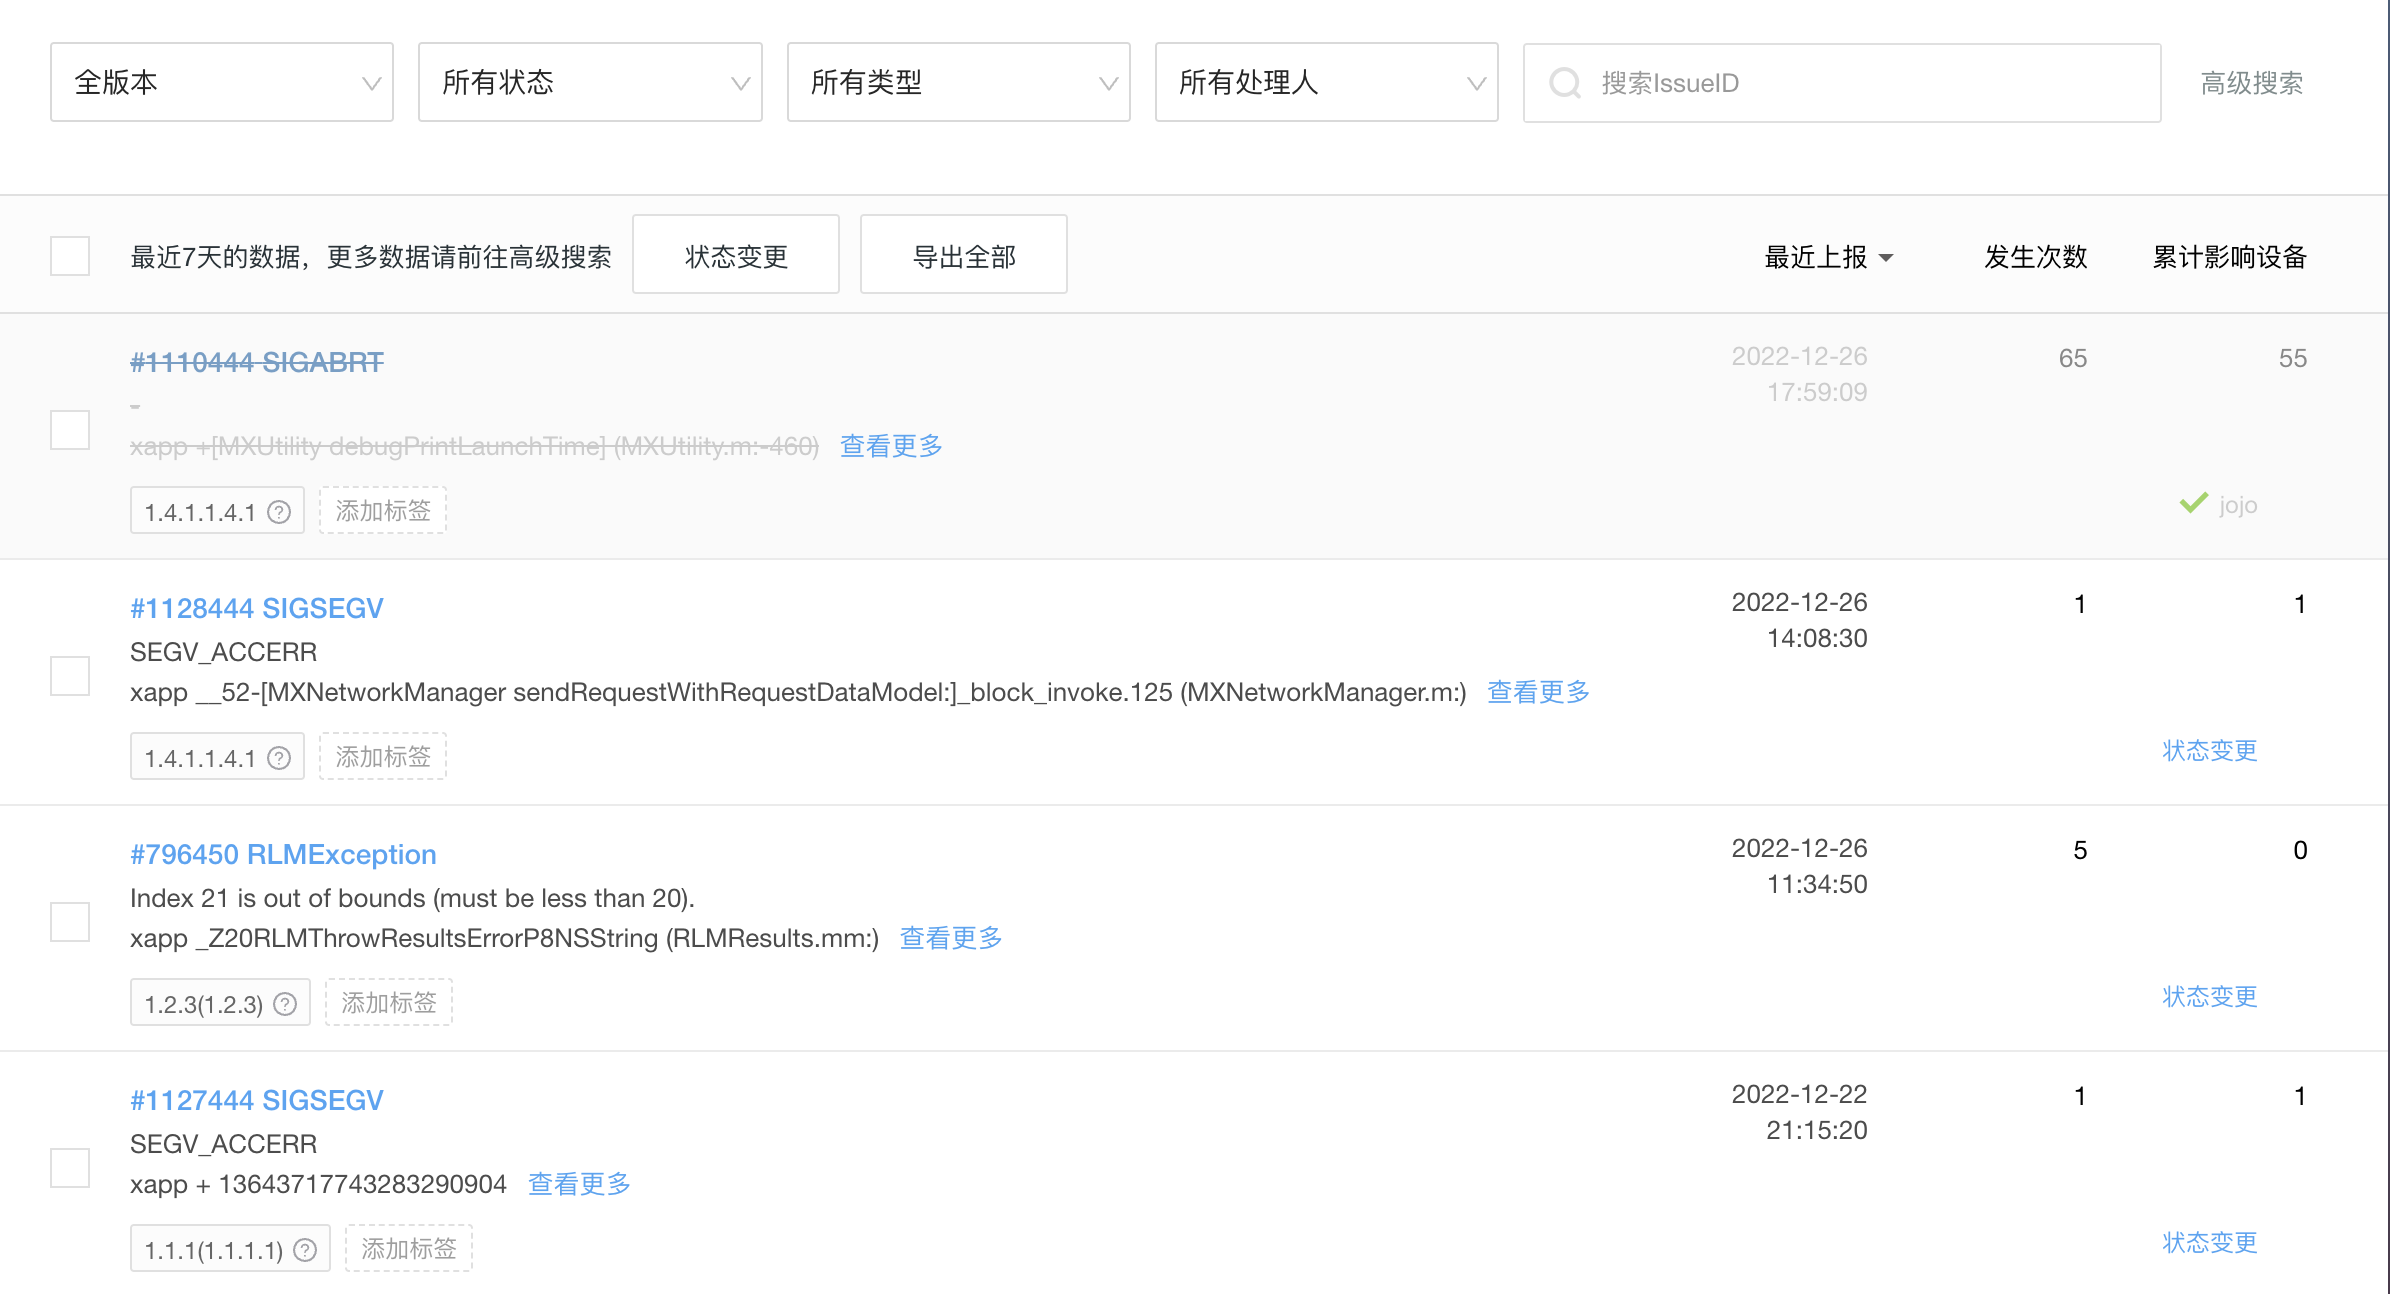 全版本 所有状态 所有类型 所有处理人 搜索IssueID 高级搜索
最近7天的数据，更多数据请前往高级搜索 状态变更 导出全部 最近上报 发生次数 累计影响设备
#1110444 SIGABRT 2022-12-26 65 55
17:59:09
-
xapp +[MXUtility debugPrintLaunchTime] (MXUtility.m:-460) 查看更多
1.4.1.1.4.1 ? 添加标签 jojo
#1128444 SIGSEGV 2022-12-26 1 1
14:08:30
SEGV_ACCERR
xapp __52-[MXNetworkManager sendRequestWithRequestDataModel:]_block_invoke.125 (MXNetworkManager.m:) 查看更多
1.4.1.1.4.1 ? 添加标签 状态变更
#796450 RLMException 2022-12-26 5 0
11:34:50
Index 21 is out of bounds (must be less than 20).
xapp _Z20RLMThrowResultsErrorP8NSString (RLMResults.mm:) 查看更多
1.2.3(1.2.3) ? 添加标签 状态变更
#1127444 SIGSEGV 2022-12-22 1 1
21:15:20
SEGV_ACCERR
xapp + 13643717743283290904 查看更多
1.1.1(1.1.1.1) ? 添加标签 状态变更